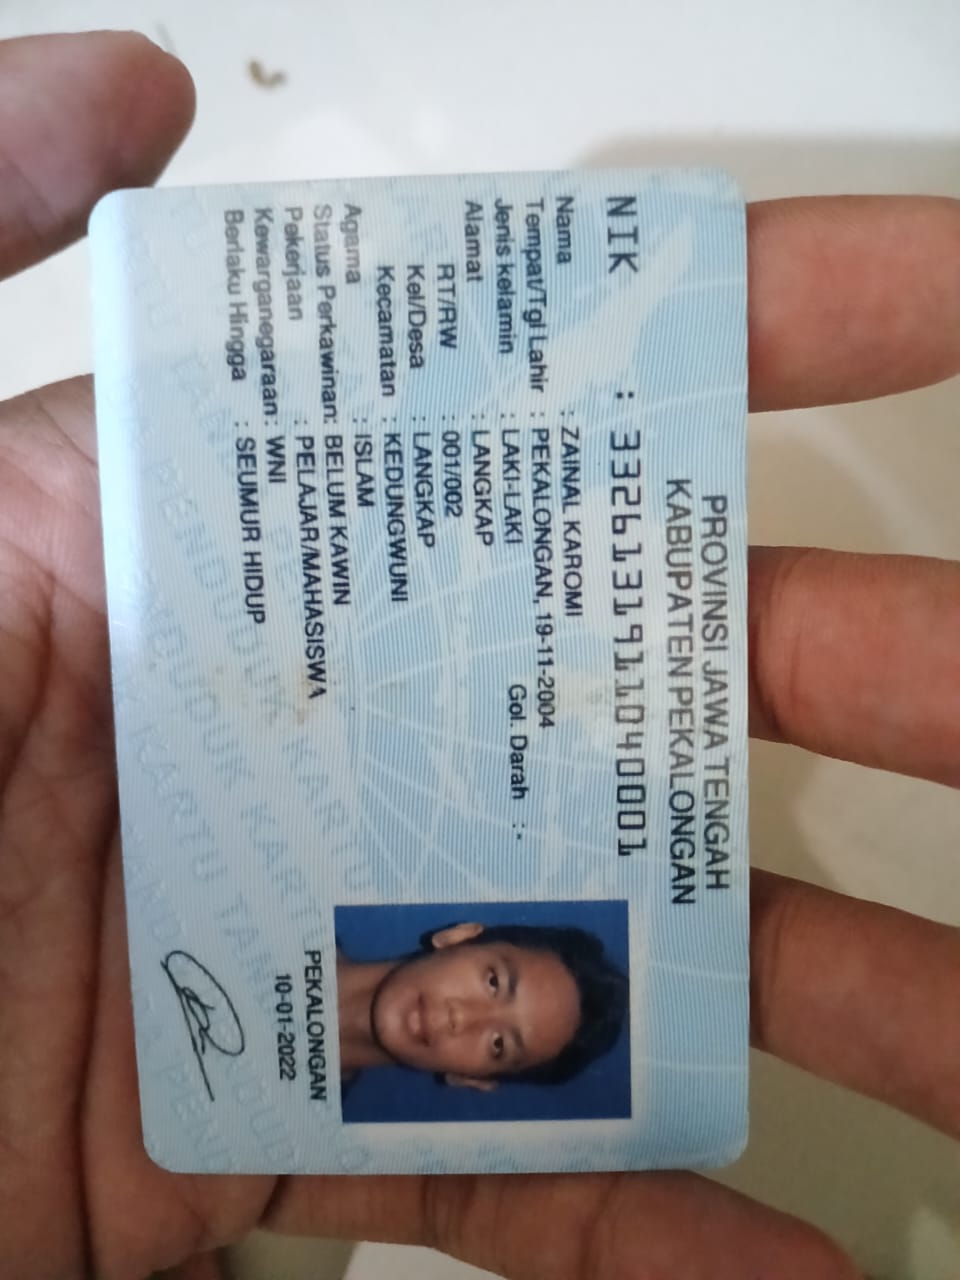 PROVINSI JAWA TENGAH
KABUPATEN PEKALONGAN
NIK : 3326131911040001
Nama : ZAINAL KAROMI
Tempat/Tgl Lahir : PEKALONGAN, 19-11-2004
Jenis kelamin : LAKI-LAKI Gol. Darah : -
Alamat : LANGKAP
RT/RW : 001/002
Kel/Desa : LANGKAP
Kecamatan : KEDUNGWUNI
Agama : ISLAM
Status Perkawinan: BELUM KAWIN
Pekerjaan : PELAJAR/MAHASISWA
Kewarganegaraan: WNI
Berlaku Hingga : SEUMUR HIDUP
PEKALONGAN
10-01-2022